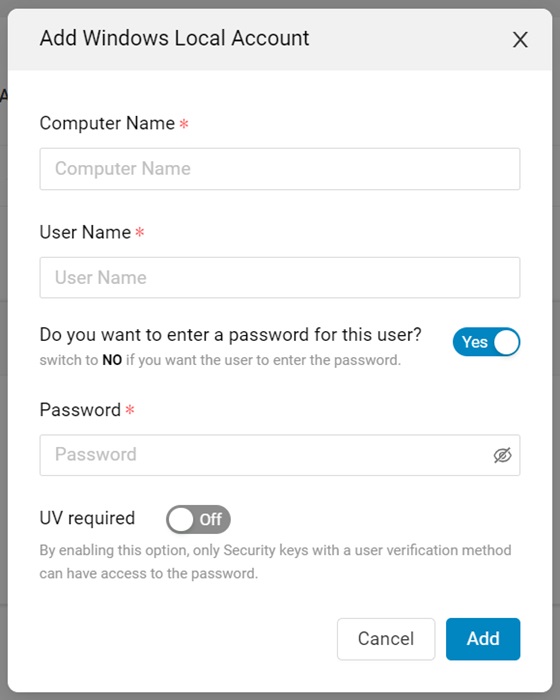 Add Windows Local Account
A
Computer Name *
Computer Name
User Name *
User Name
Do you want to enter a password for this user?
Yes
switch to NO if you want the user to enter the password.
Password *
Password
UV required
Off
By enabling this option, only Security keys with a user verification method
can have access to the password.
Cancel
Add